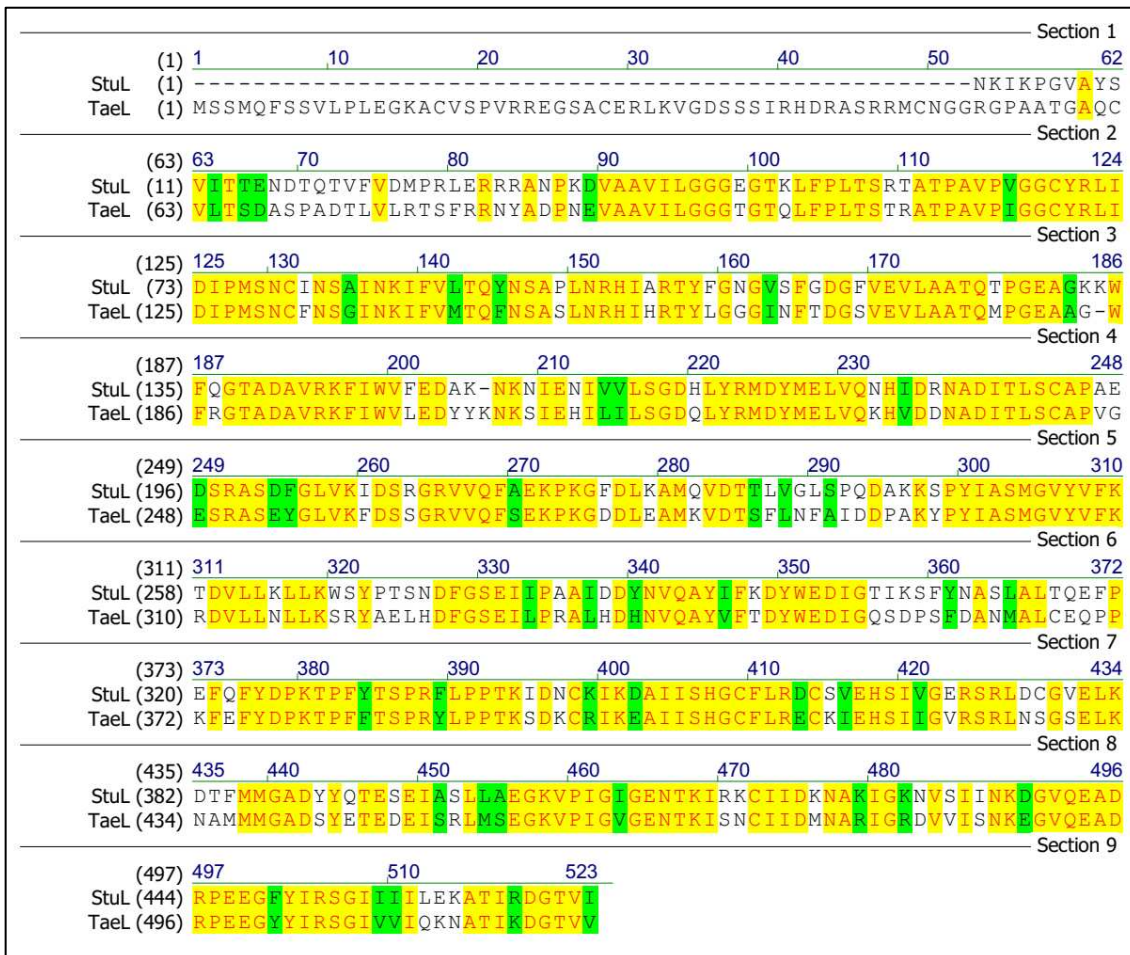 Section 1
(1) 1 10 20 30 40 50 62
StuL (1) ----------------------------------------------------NKIKPGVAYS
TaeL (1) MSSMQFSSVLPLEGKACVSPVRREGSACERLKVGDSSSIRHDRASRRMCNGGRGPAATGAQC
Section 2
(63) 63 70 80 90 100 110 124
StuL (11) VITTENDTQTVFVDMPRLERRRANPKDVAAVILGGGEGTKLFPLTSRTATPAVPVGGCYRLI
TaeL (63) VLTSDASPADTLVLRTSFRRNYADPNEVAAVILGGGTGTQLFPLTSTRATPAVPIGGCYRLI
Section 3
(125) 125 130 140 150 160 170 186
StuL (73) DIPMSNCINSAINKIFVLTQYNSAPLNRHIARTYFGNGVSFGDGFVEVLAATQTPGEAGKKW
TaeL (125) DIPMSNCFNSGINKIFVMTQFNSASLNRHIHRTYLGGGINFTDGSVEVLAATQMPGEAAG-W
Section 4
(187) 187 200 210 220 230 248
StuL (135) FQGTADAVRKFIWVFEDAK-NKNIENIVVLSGDHLYRMDYMELVQNHIDRNADITLSCAPAE
TaeL (186) FRGTADAVRKFIWVLEDYYKNKSIEHILILSGDQLYRMDYMELVQKHVDDNADITLSCAPVG
Section 5
(249) 249 260 270 280 290 300 310
StuL (196) DSRASDFGLVKIDSRGRVVQFAEKPKGFDLKAMQVDTTLVGLSPQDAKKSPYIASMGVYVFK
TaeL (248) ESRASEYGLVKFDSSGRVVQFSEKPKGDDLEAMKVDTSFLNFAIDDPAKYPYIASMGVYVFK
Section 6
(311) 311 320 330 340 350 360 372
StuL (258) TDVLLKLLKWSYPTSNDFGSEIIPAAIDDYNVQAYIFKDYWEDIGTIKSFYNASLALTQEFP
TaeL (310) RDVLLNLLKSRYAELHDFGSEILPRALHDHNVQAYVFTDYWEDIGQSDPSFDANMALCEQPP
Section 7
(373) 373 380 390 400 410 420 434
StuL (320) EFQFYDPKTPFYTSPRFLPPTKIDNCKIKDAIISHGCFLRDCSVEHSIVGERSRLDCGVELK
TaeL (372) KFEFYDPKTPFFTSPRYLPPTKSDKCRIKEAIISHGCFLRECKIEHSIIGVRSRLNSGSELK
Section 8
(435) 435 440 450 460 470 480 496
StuL (382) DTFMMGADYYQTESEIASLLAEGKVPIGIGENTKIRKCIIDKNAKIGKNVSIINKDGVQEAD
TaeL (434) NAMMMGADSYETEDEISRLMSEGKVPIGVGENTKISNCIIDMNARIGRDVVISNKEGVQEAD
Section 9
(497) 497 510 523
StuL (444) RPEEGFYIRSGIIIILEKATIRDGTVI
TaeL (496) RPEEGYYIRSGIVVIQKNATIKDGTVV